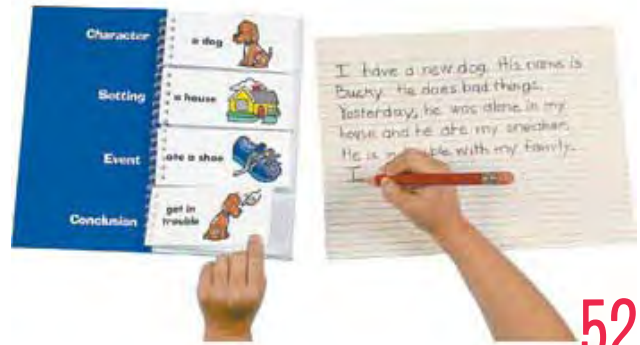 Character
a dog
Setting
a house
Event
ate a shoe
Conclusion
get in
trouble
I have a new dog. His name is
Bucky. He does bad things.
Yesterday, he was alone in my
house and he ate my sneaker.
He is in trouble with my family.
I
52